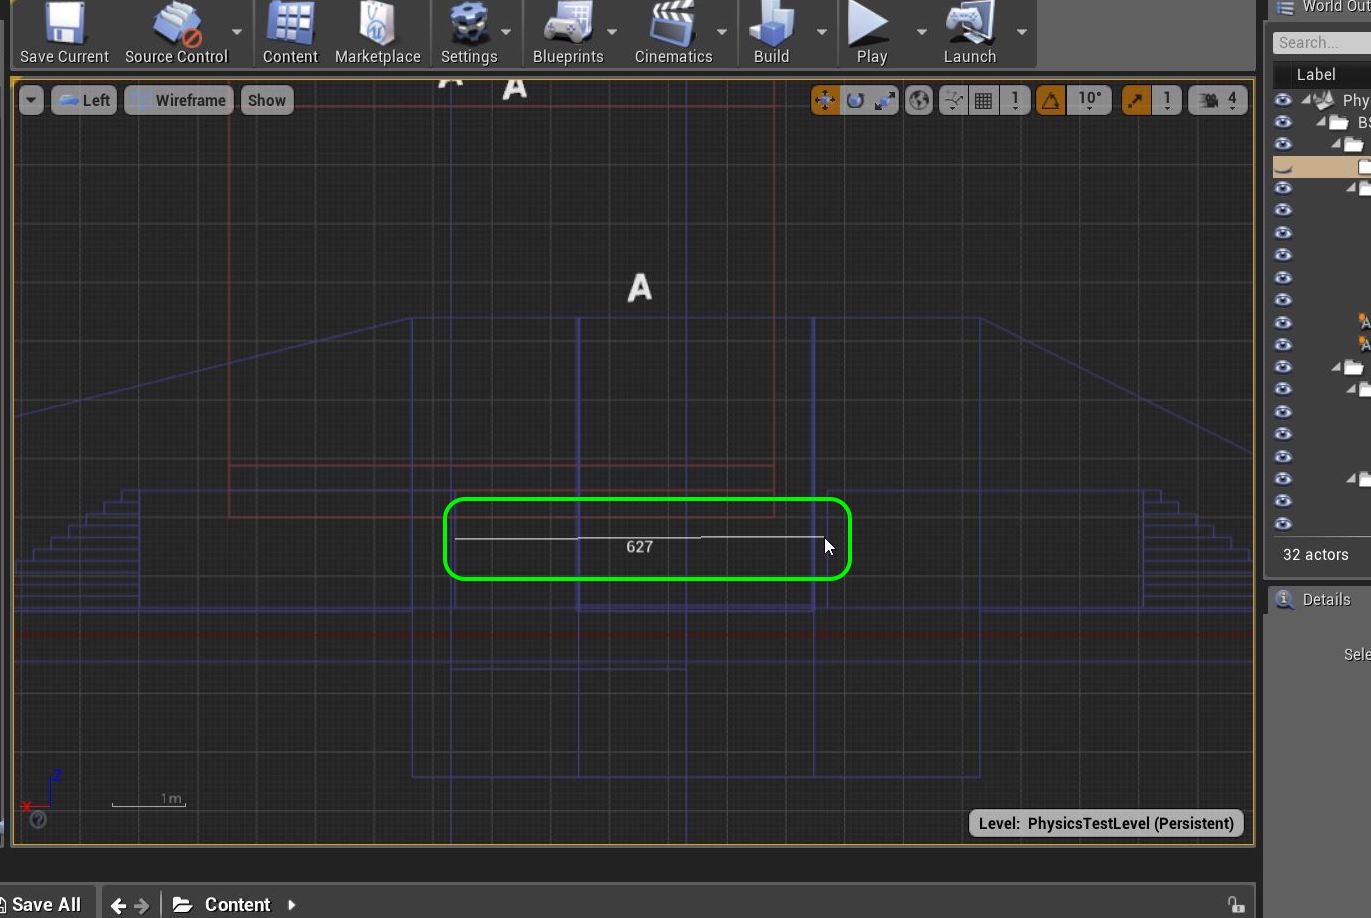 World Out
Save Current
Source Control
Content
Marketplace
Settings
Blueprints
Cinematics
Build
Play
Launch
Search...
Label
Left
Wireframe
Show
1
10°
1
4
A
A
A
Phy
BS
627
32 actors
Details
Sele
Z
X
1m
Level: PhysicsTestLevel (Persistent)
Save All
Content